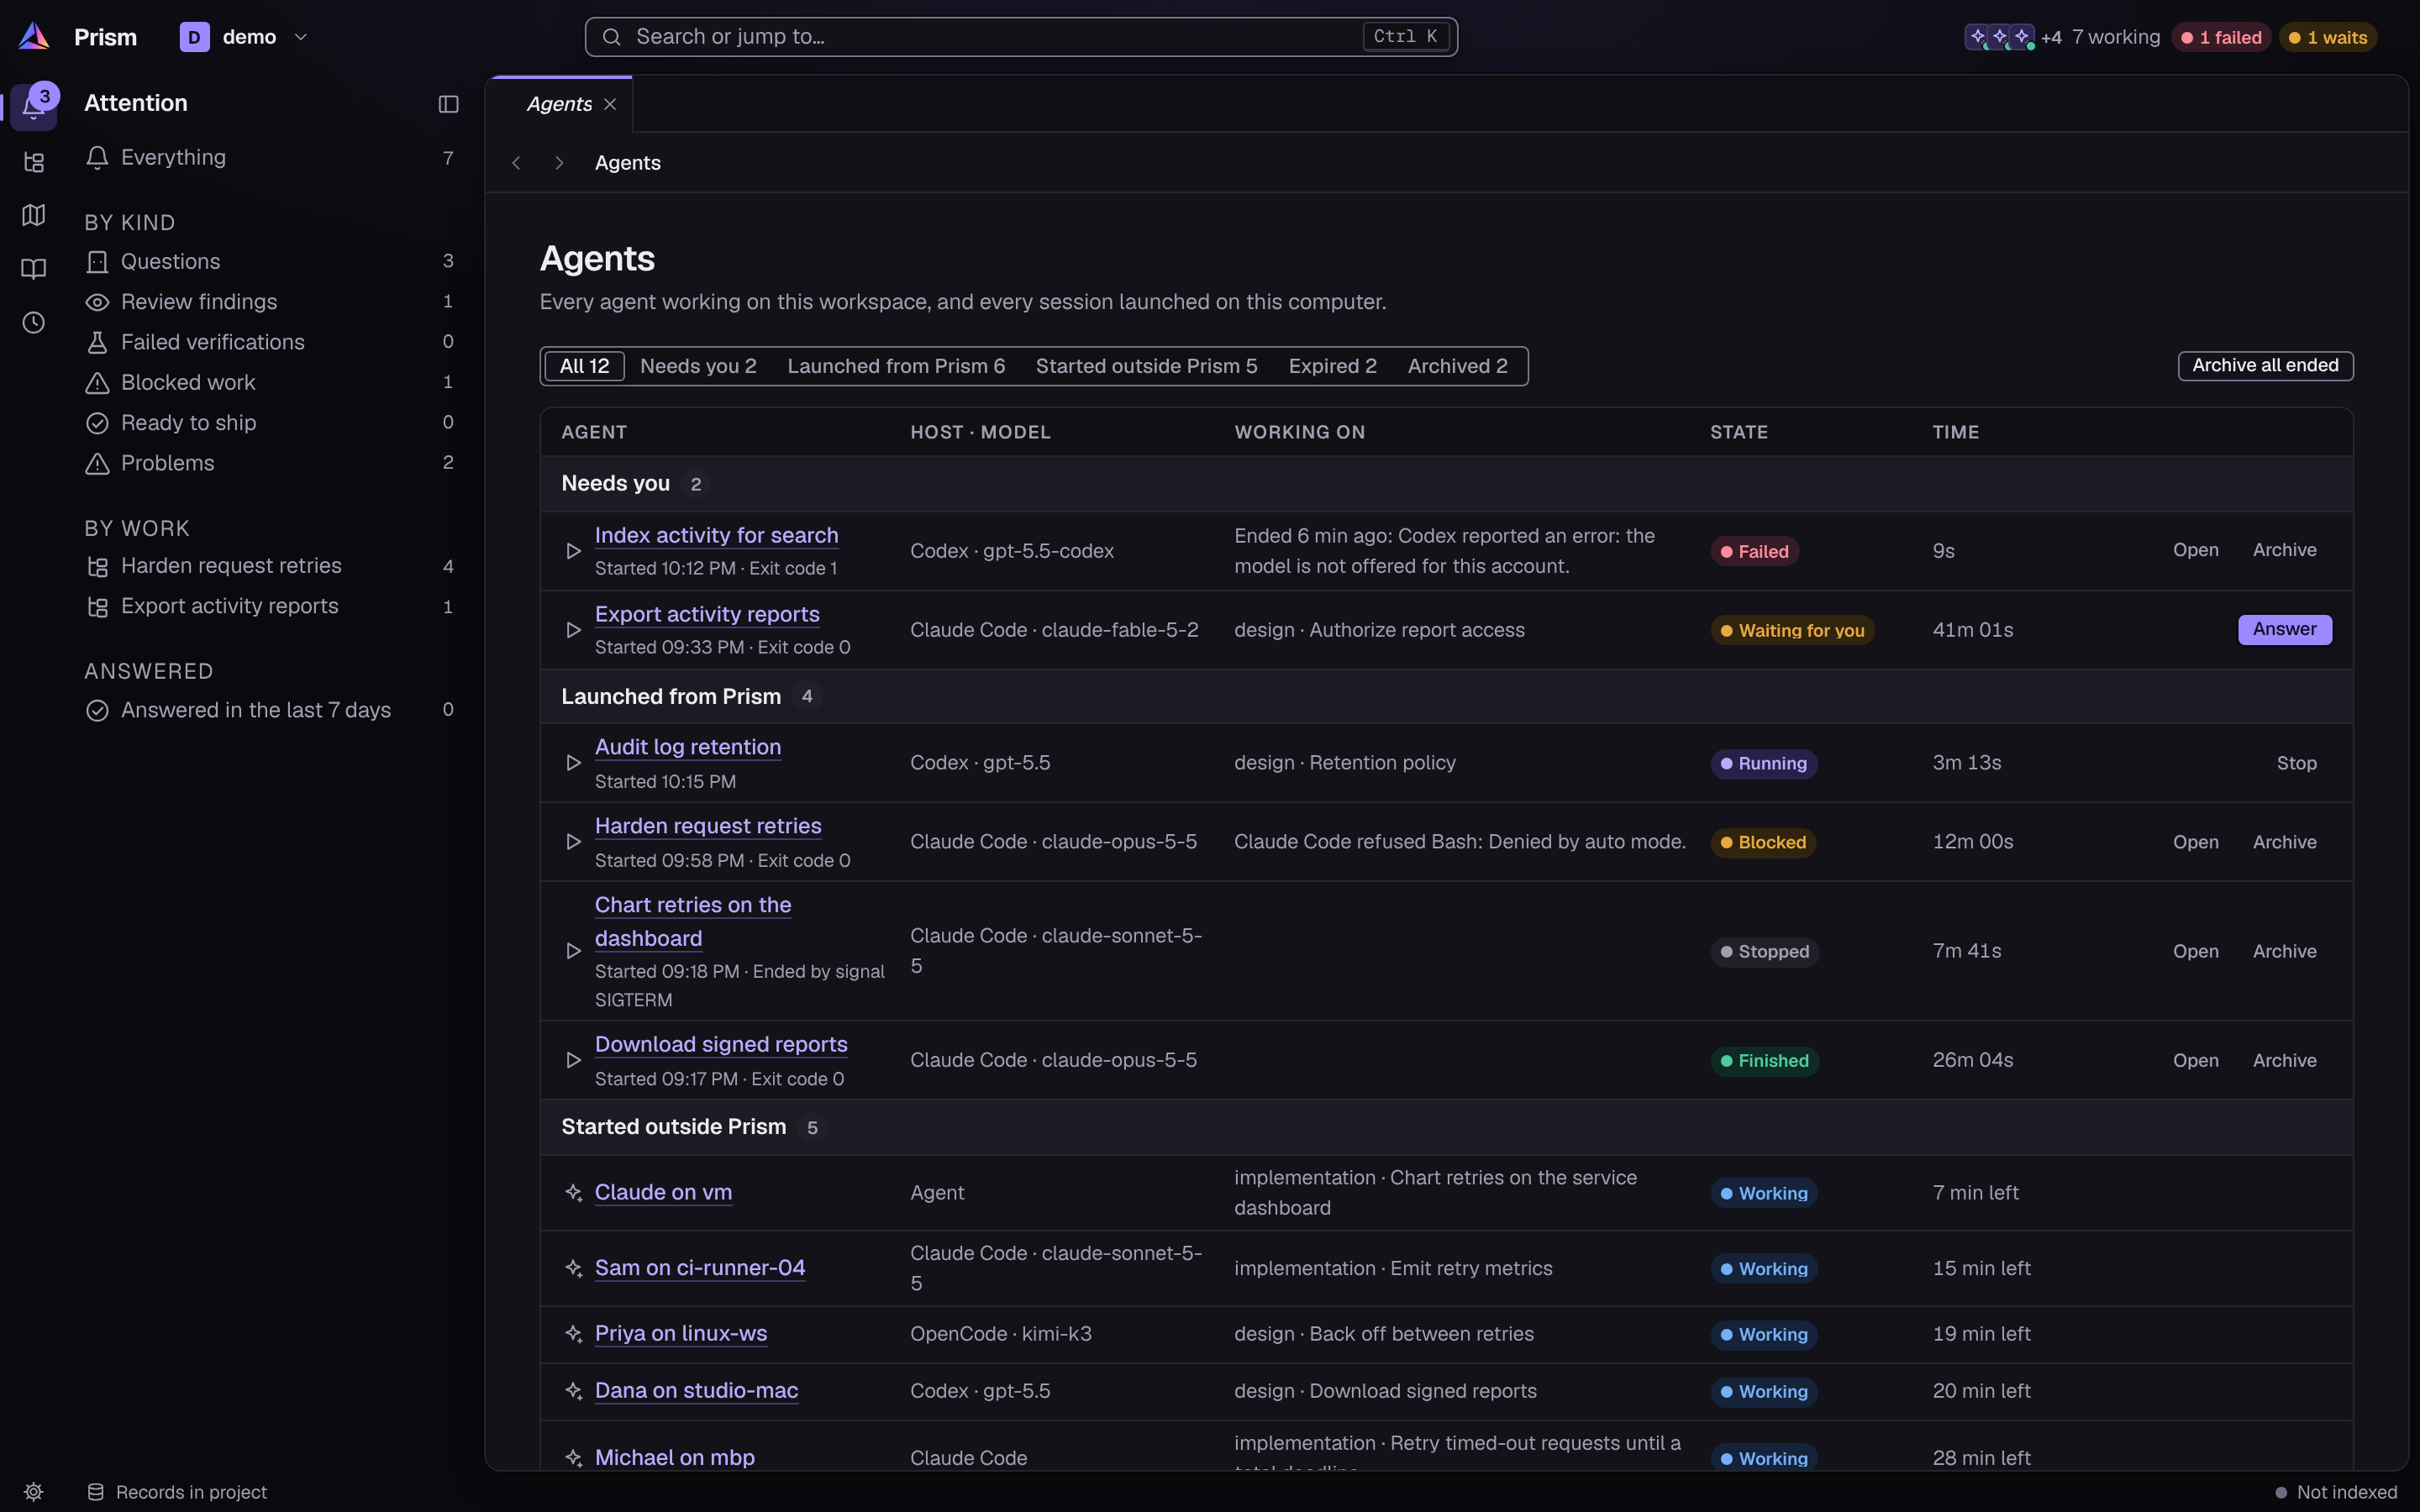 Prism
D demo
Search or jump to... Ctrl K
+4 7 working 1 failed 1 waits
3
Attention
Everything 7
BY KIND
Questions 3
Review findings 1
Failed verifications 0
Blocked work 1
Ready to ship 0
Problems 2
BY WORK
Harden request retries 4
Export activity reports 1
ANSWERED
Answered in the last 7 days 0
Agents
Agents
Agents
Every agent working on this workspace, and every session launched on this computer.
All 12 Needs you 2 Launched from Prism 6 Started outside Prism 5 Expired 2 Archived 2 Archive all ended
AGENT HOST · MODEL WORKING ON STATE TIME
Needs you 2
Index activity for search
Started 10:12 PM · Exit code 1
Codex · gpt-5.5-codex
Ended 6 min ago: Codex reported an error: the
model is not offered for this account.
Failed 9s Open Archive
Export activity reports
Started 09:33 PM · Exit code 0
Claude Code · claude-fable-5-2 design · Authorize report access Waiting for you 41m 01s Answer
Launched from Prism 4
Audit log retention
Started 10:15 PM
Codex · gpt-5.5 design · Retention policy Running 3m 13s Stop
Harden request retries
Started 09:58 PM · Exit code 0
Claude Code · claude-opus-5-5 Claude Code refused Bash: Denied by auto mode. Blocked 12m 00s Open Archive
Chart retries on the
dashboard
Started 09:18 PM · Ended by signal
SIGTERM
Claude Code · claude-sonnet-5-
5
Stopped 7m 41s Open Archive
Download signed reports
Started 09:17 PM · Exit code 0
Claude Code · claude-opus-5-5 Finished 26m 04s Open Archive
Started outside Prism 5
Claude on vm Agent
implementation · Chart retries on the service
dashboard
Working 7 min left
Sam on ci-runner-04
Claude Code · claude-sonnet-5-
5
implementation · Emit retry metrics Working 15 min left
Priya on linux-ws OpenCode · kimi-k3 design · Back off between retries Working 19 min left
Dana on studio-mac Codex · gpt-5.5 design · Download signed reports Working 20 min left
Michael on mbp Claude Code
implementation · Retry timed-out requests until a
Working 28 min left
Records in project
Not indexed